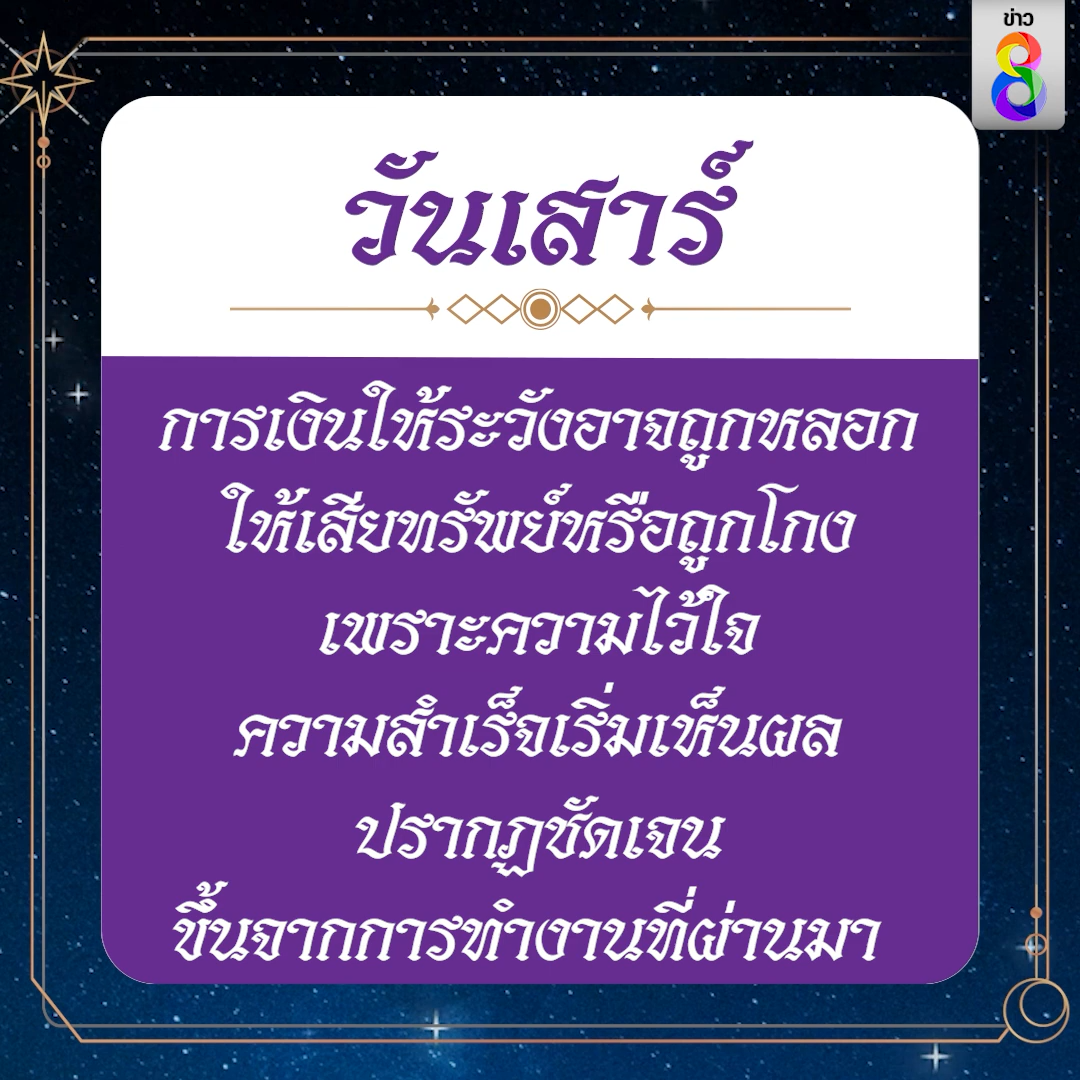 ข่าว
8
วันเสาร์
การเงินให้ระวังอาจถูกหลอก
ให้เสียทรัพย์หรือถูกโกง
เพราะความไว้ใจ
ความสำเร็จเริ่มเห็นผล
ปรากฏชัดเจน
ขึ้นจากการทำงานที่ผ่านมา